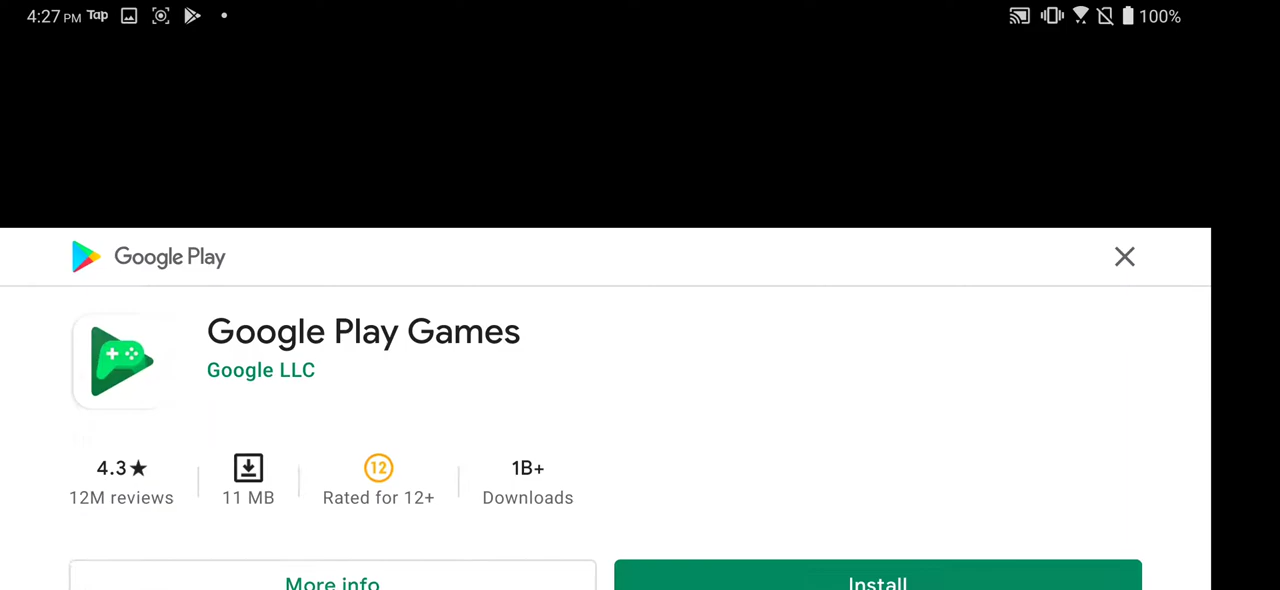 4:27 PM Tap 100%
Google Play
Google Play Games
Google LLC
4.3★ 12 1B+
12M reviews 11 MB Rated for 12+ Downloads
More info Install